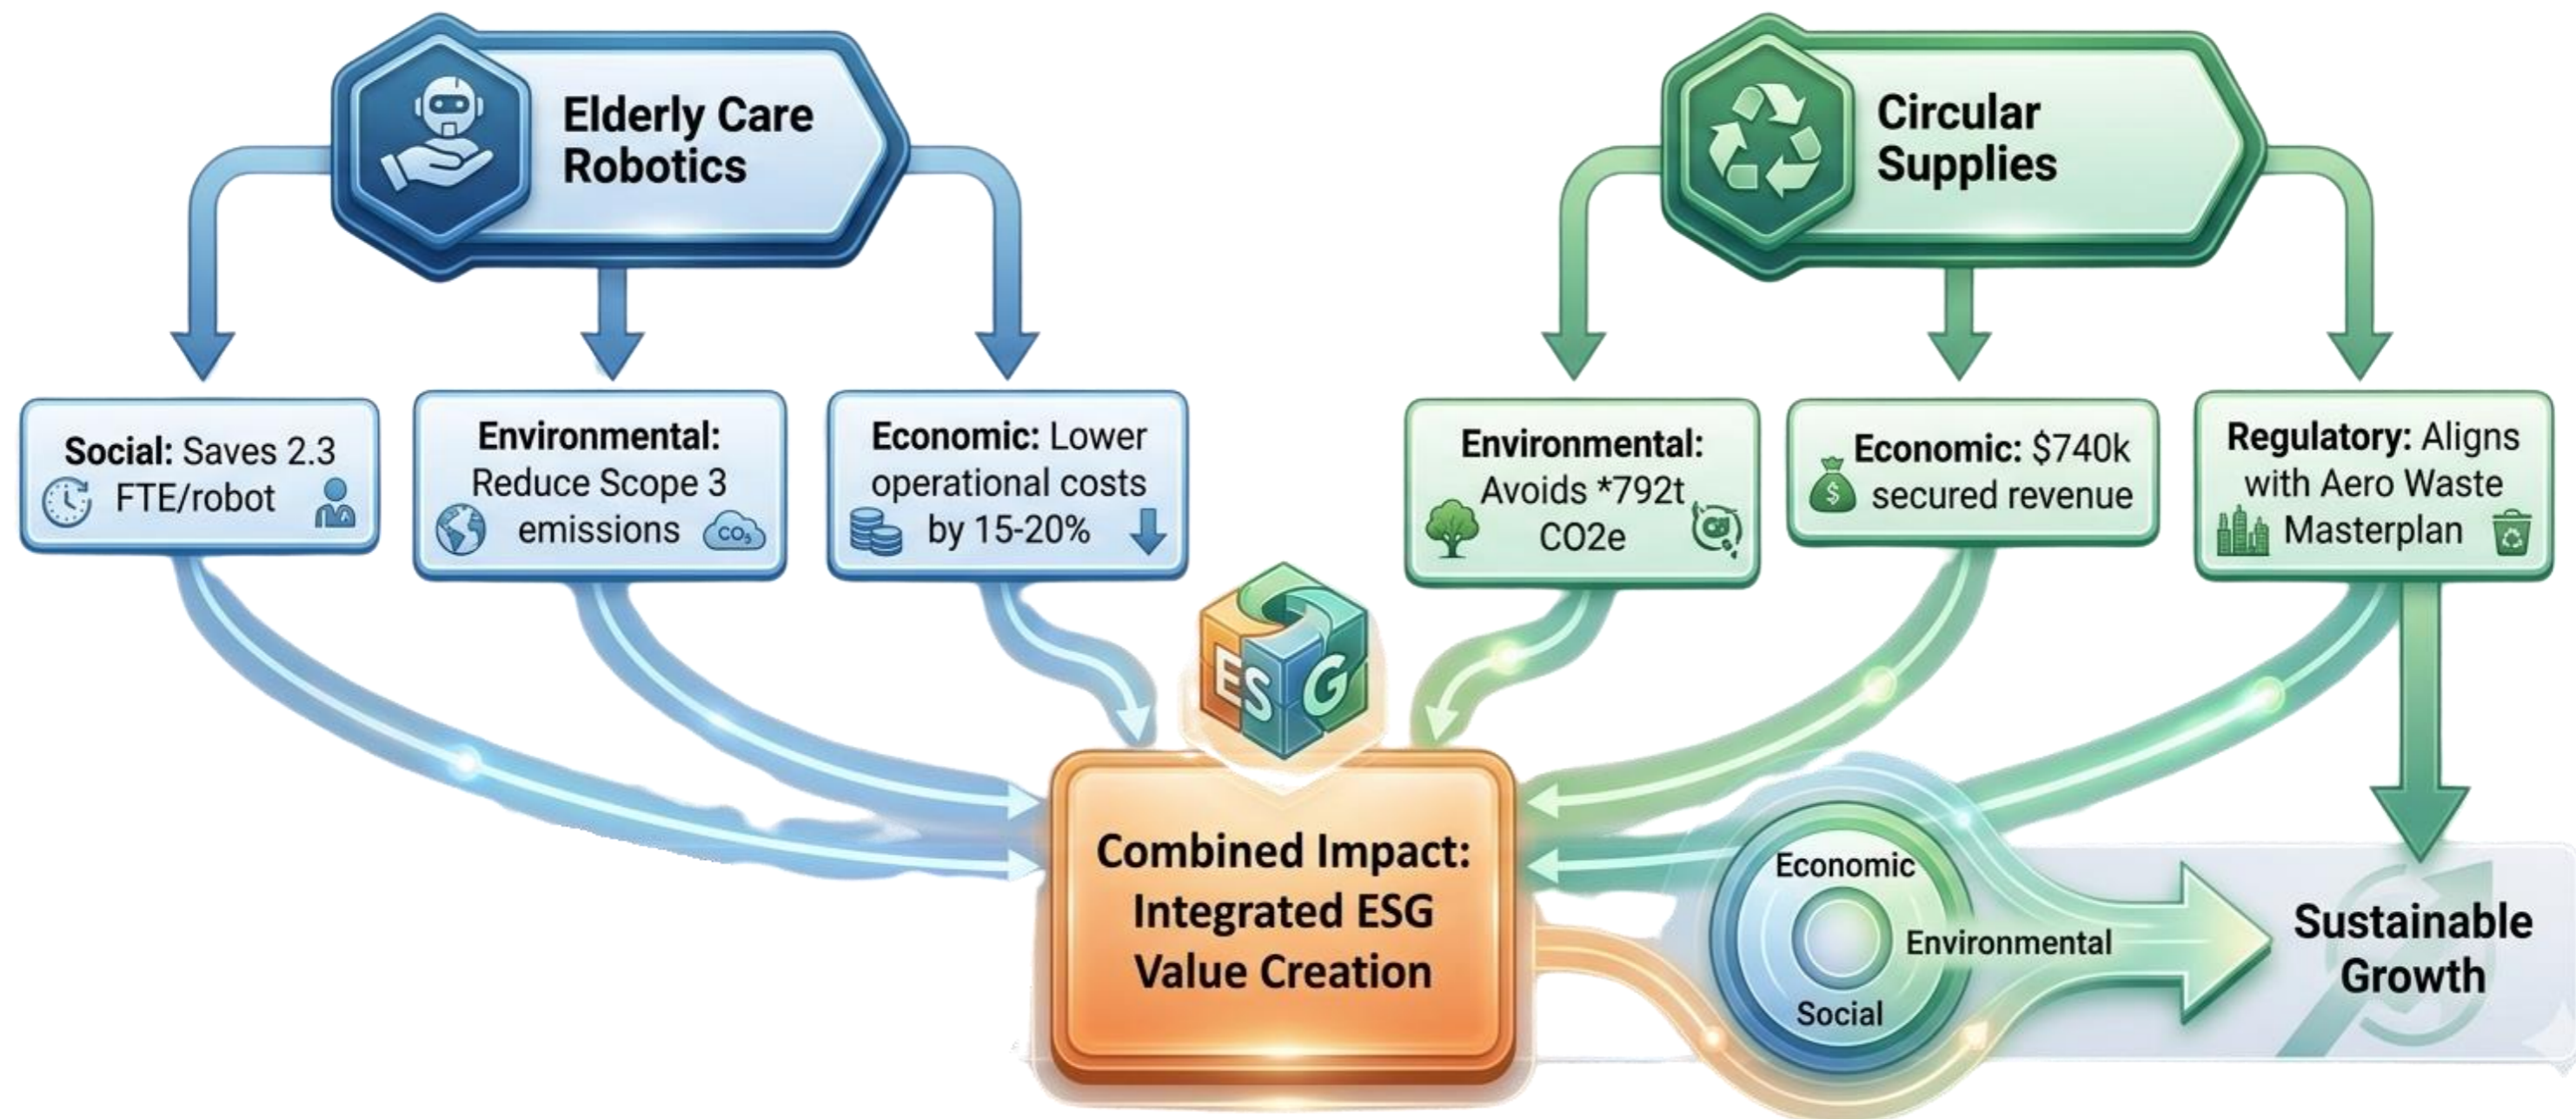 Elderly Care
Robotics
Circular
Supplies
Social: Saves 2.3
FTE/robot
Environmental:
Reduce Scope 3
emissions
Economic: Lower
operational costs
by 15-20%
Environmental:
Avoids *792t
CO2e
Economic: $740k
secured revenue
Regulatory: Aligns
with Aero Waste
Masterplan
ESG
Combined Impact:
Integrated ESG
Value Creation
Economic
Environmental
Social
Sustainable
Growth